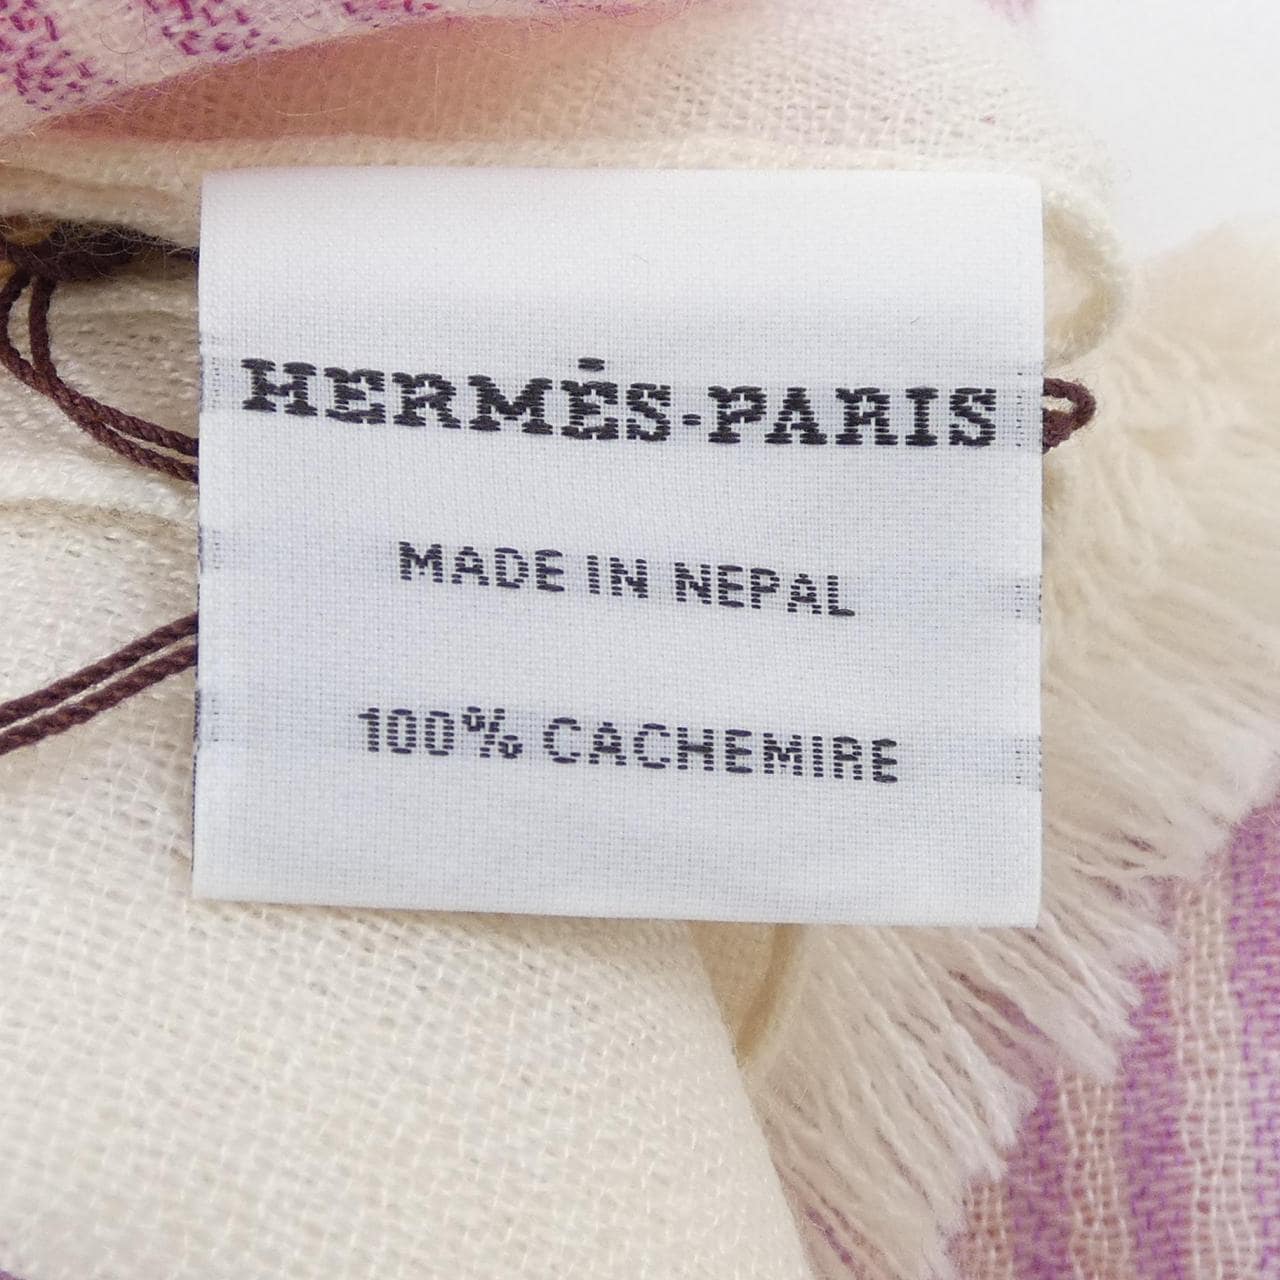 HERMÈS-PARIS
MADE IN NEPAL
100% CACHEMIRE